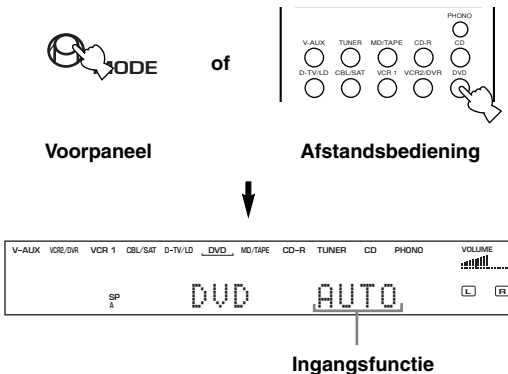 PHONO
V-AUX TUNER MD/TAPE CD-R CD
D-TV/LD CBL/SAT VCR 1 VCR2/DVR DVD
of
Voorpaneel
Afstandsbediening
V-AUX VCR2/DVR VCR 1 CBL/SAT D-TV/LD DVD MD/TAPE CD-R TUNER CD PHONO VOLUME
SP
A
DVD AUTO
L R
Ingangsfunctie